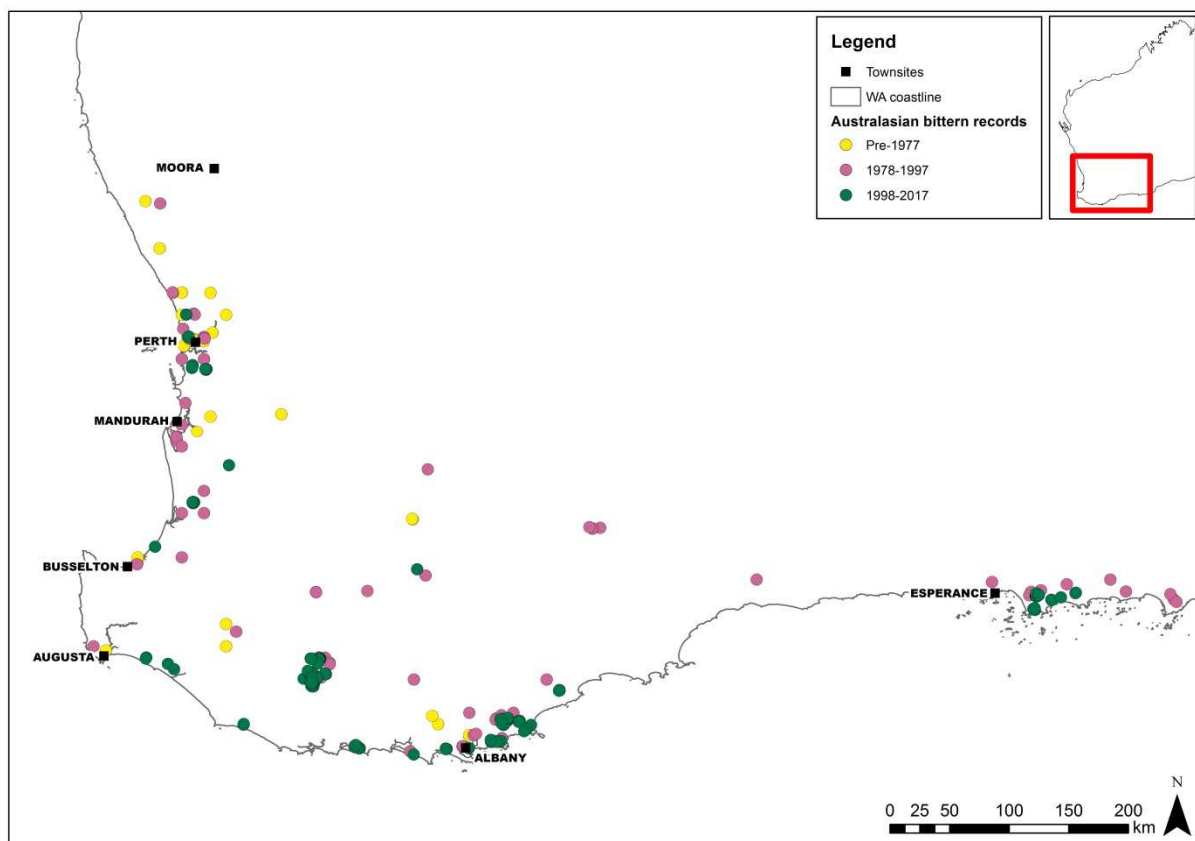 Legend
Townsites
WA coastline
Australasian bittern records
Pre-1977
1978-1997
1998-2017
MOORA
PERTH
MANDURAH
BUSSELTON
ESPERANCE
AUGUSTA
ALBANY
N
0 25 50 100 150 200
km